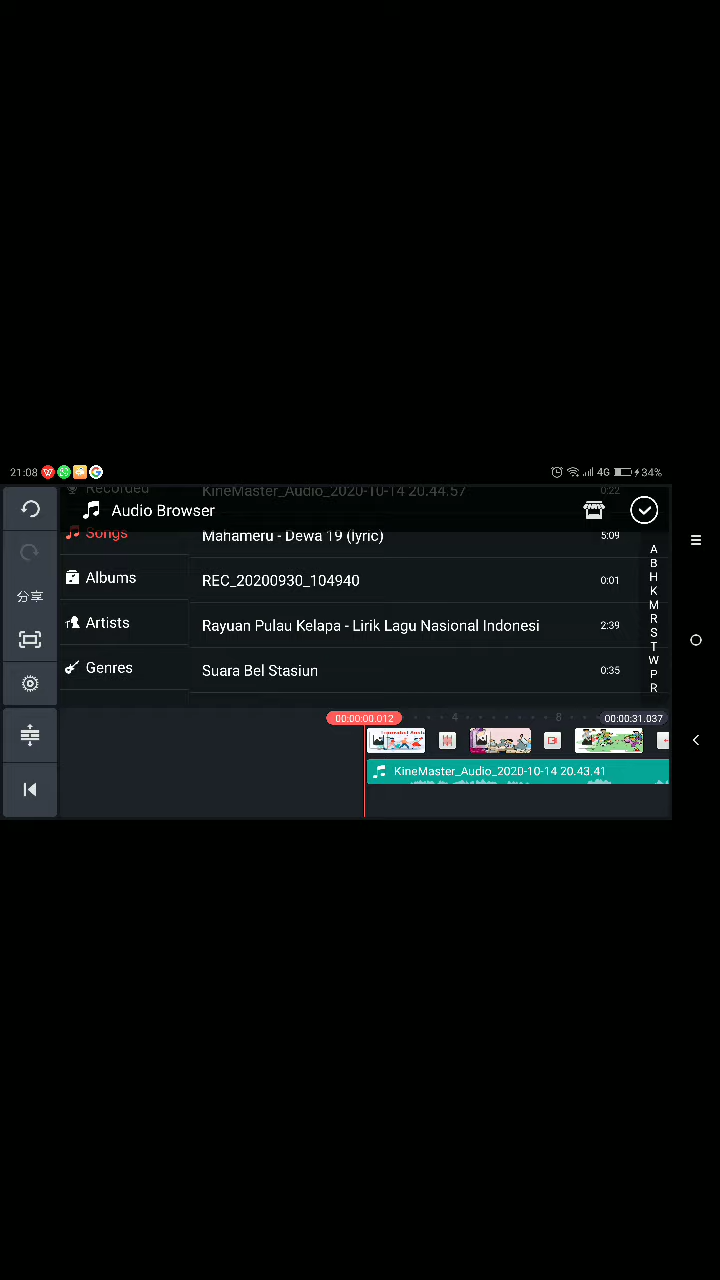 21:08
4G
34%
Recorded
KineMaster_Audio_2020-10-14 20.44.57
0:22
Audio Browser
Songs
Mahameru - Dewa 19 (lyric)
5:09
Albums
REC_20200930_104940
0:01
Artists
Rayuan Pulau Kelapa - Lirik Lagu Nasional Indonesi
2:39
Genres
Suara Bel Stasiun
0:35
分享
A
B
H
K
M
R
S
T
W
P
R
00:00:00.012
4
8
00:00:31.037
KineMaster_Audio_2020-10-14 20.43.41